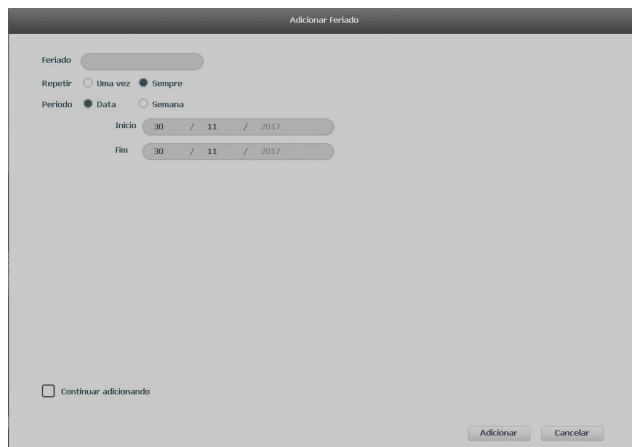 Adicionar Feriado
Feriado
Repetir Uma vez Sempre
Período Data Semana
Início 30 / 11 / 2017
Fim 30 / 11 / 2017
Continuar adicionando
Adicionar Cancelar